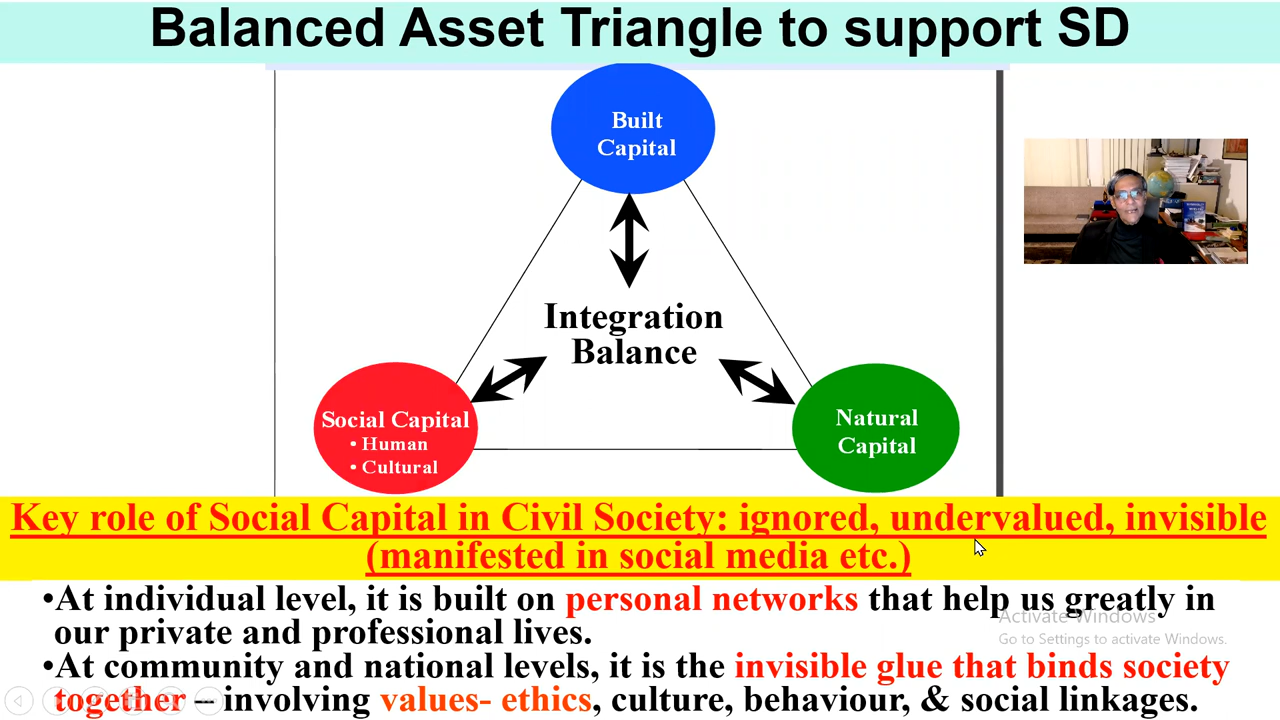 Balanced Asset Triangle to support SD
Built
Capital
Integration
Balance
Social Capital
• Human
• Cultural
Natural
Capital
Key role of Social Capital in Civil Society: ignored, undervalued, invisible
(manifested in social media etc.)
•At individual level, it is built on personal networks that help us greatly in
our private and professional lives.
•At community and national levels, it is the invisible glue that binds society
together – involving values- ethics, culture, behaviour, & social linkages.
Activate Windows
Go to Settings to activate Windows.